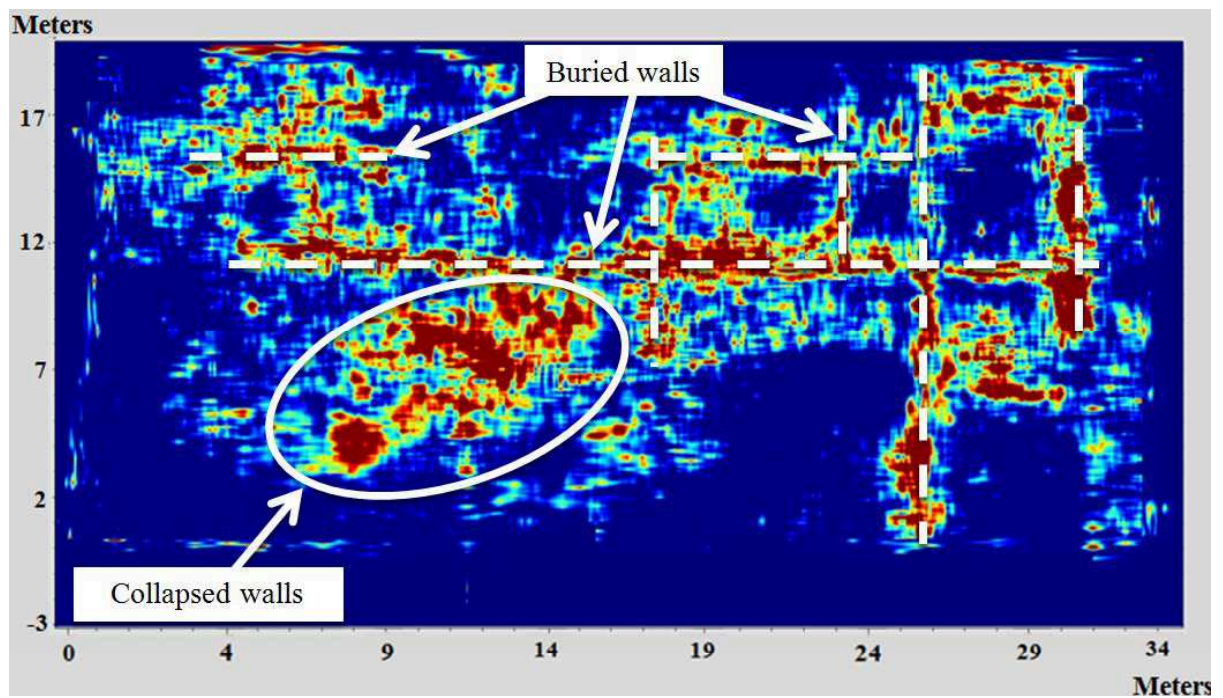 Meters
Buried walls
17
12
7
2
Collapsed walls
-3
0 4 9 14 19 24 29 34
Meters